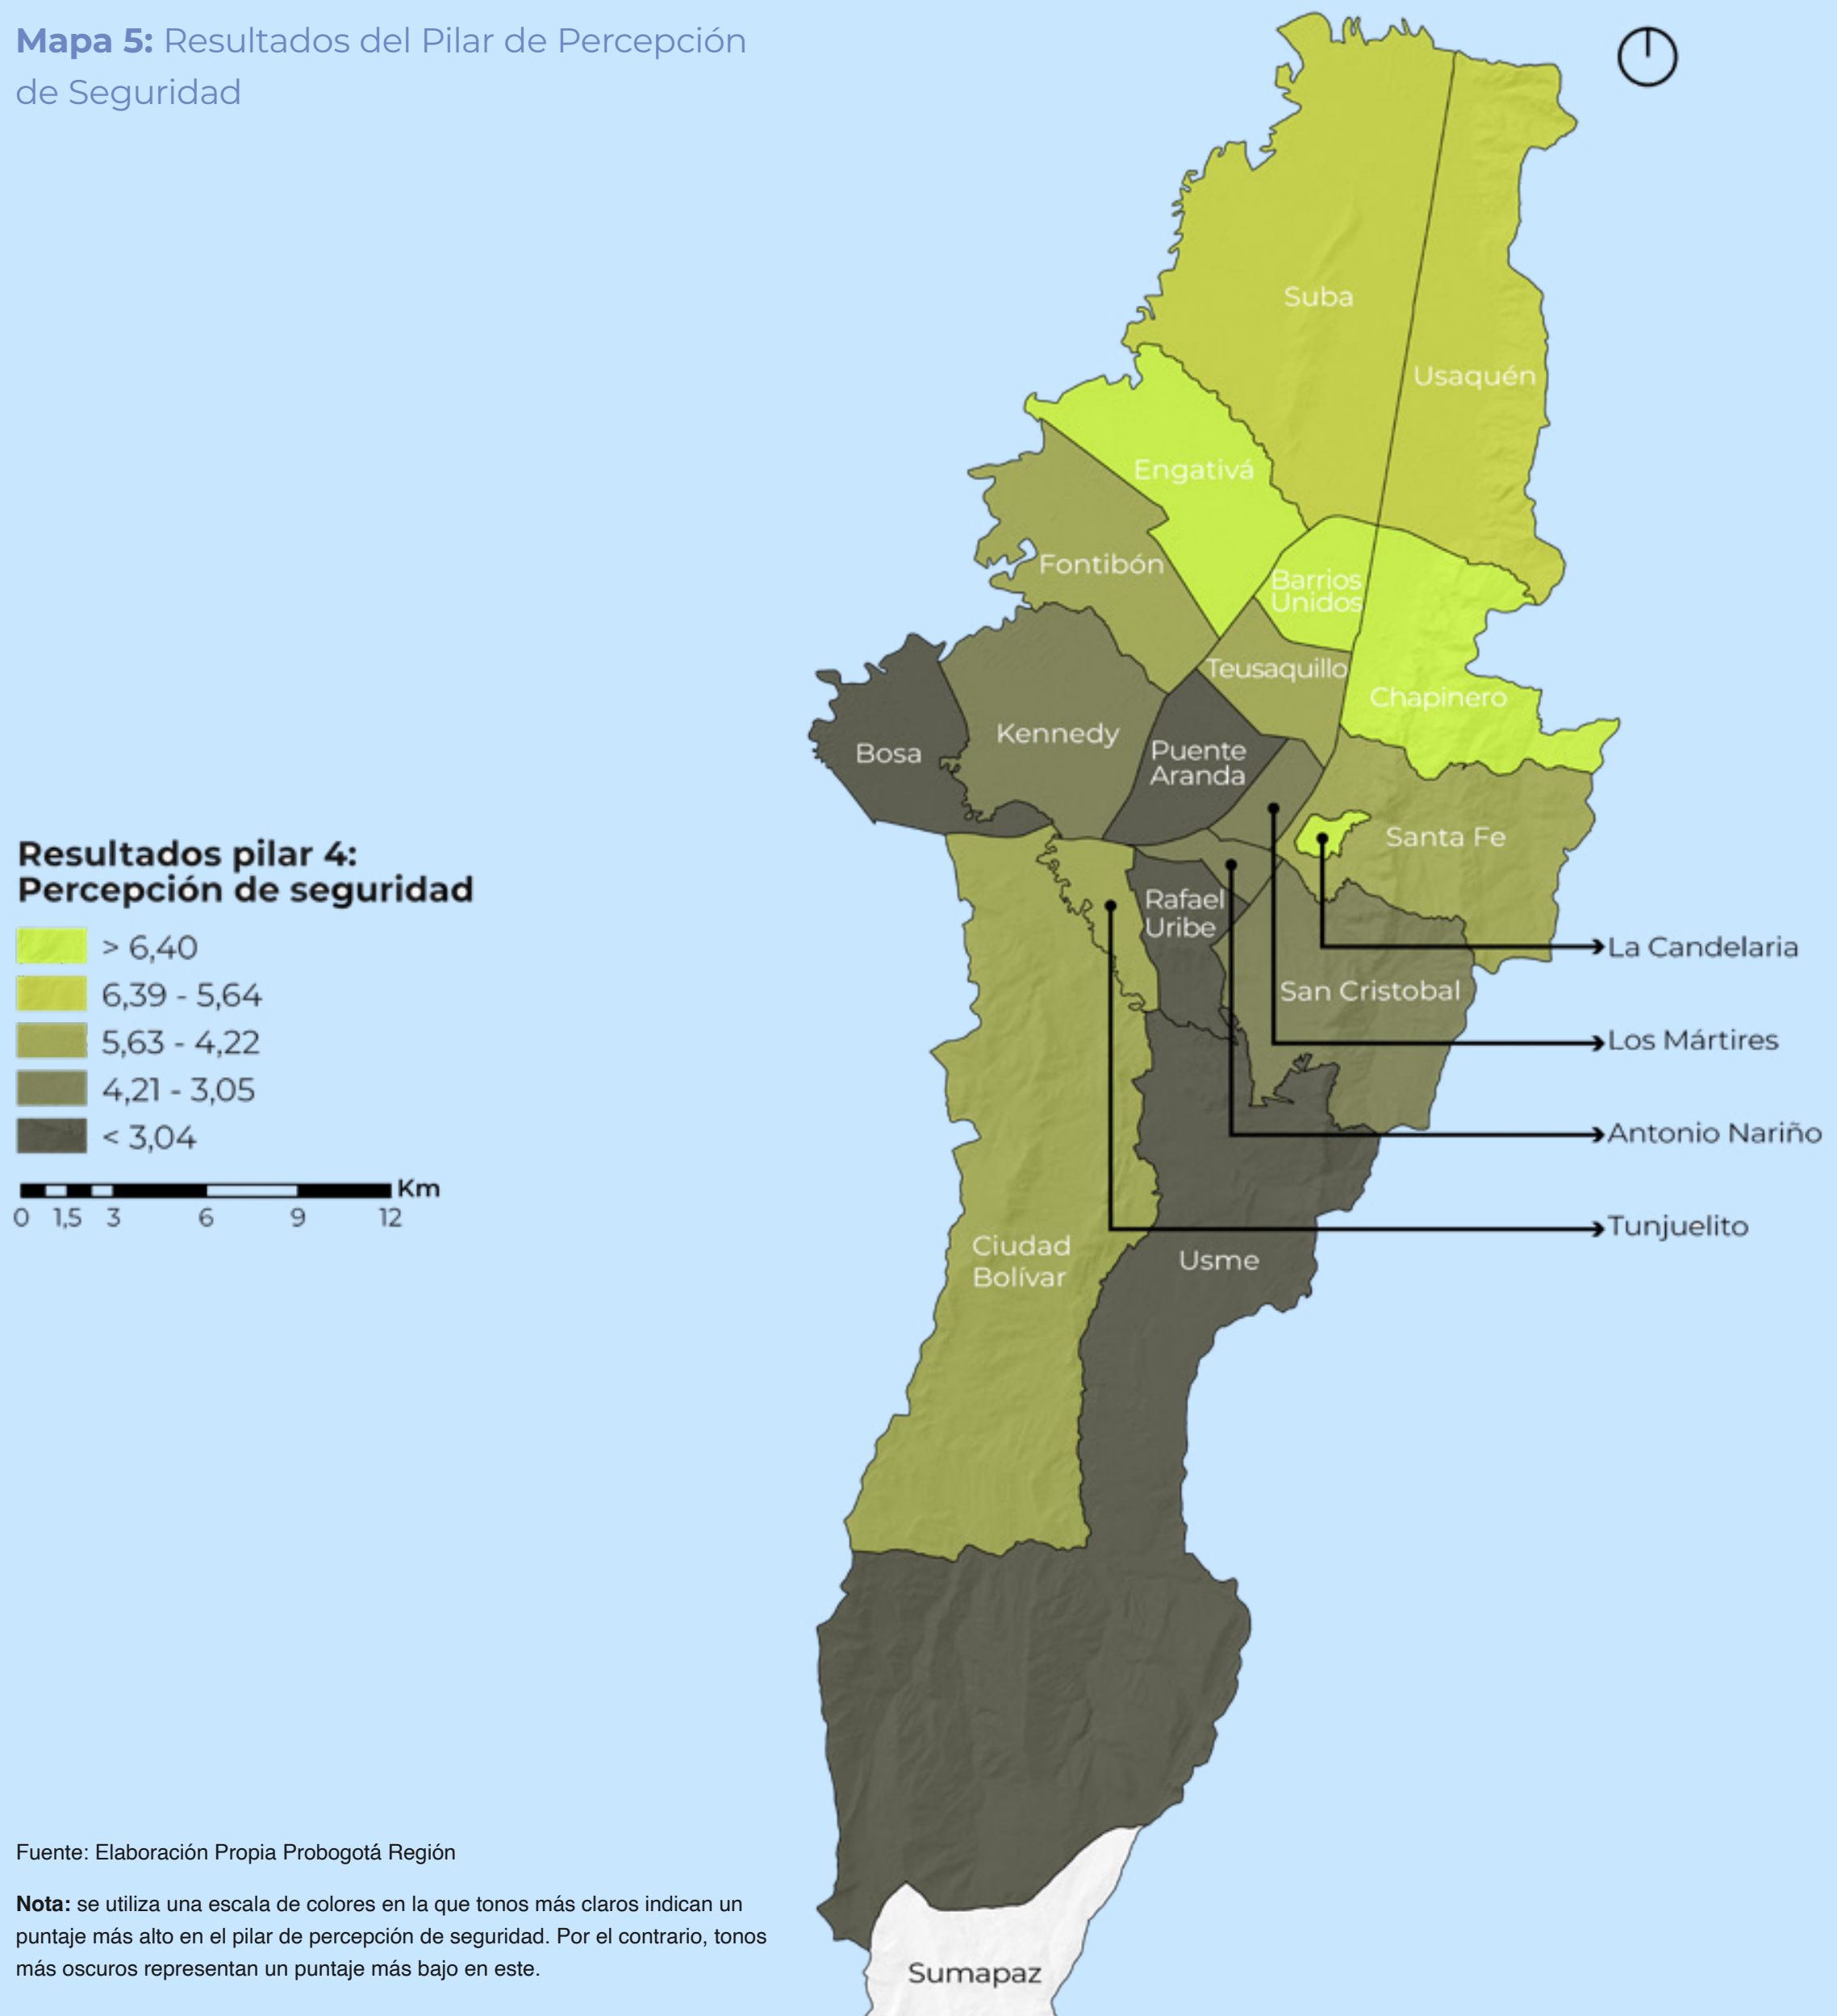 Mapa 5: Resultados del Pilar de Percepción
de Seguridad
Suba
Usaquén
Engativá
Fontibón
Barrios
Unidos
Teusaquillo
Chapinero
Kennedy
Bosa
Puente
Aranda
Santa Fe
Rafael
Uribe
San Cristobal
La Candelaria
Los Mártires
Antonio Nariño
Tunjuelito
Ciudad
Bolívar
Usme
Sumapaz
Resultados pilar 4:
Percepción de seguridad
> 6,40
6,39 - 5,64
5,63 - 4,22
4,21 - 3,05
< 3,04
Km
0 1,5 3 6 9 12
Fuente: Elaboración Propia Probogotá Región
Nota: se utiliza una escala de colores en la que tonos más claros indican un
puntaje más alto en el pilar de percepción de seguridad. Por el contrario, tonos
más oscuros representan un puntaje más bajo en este.